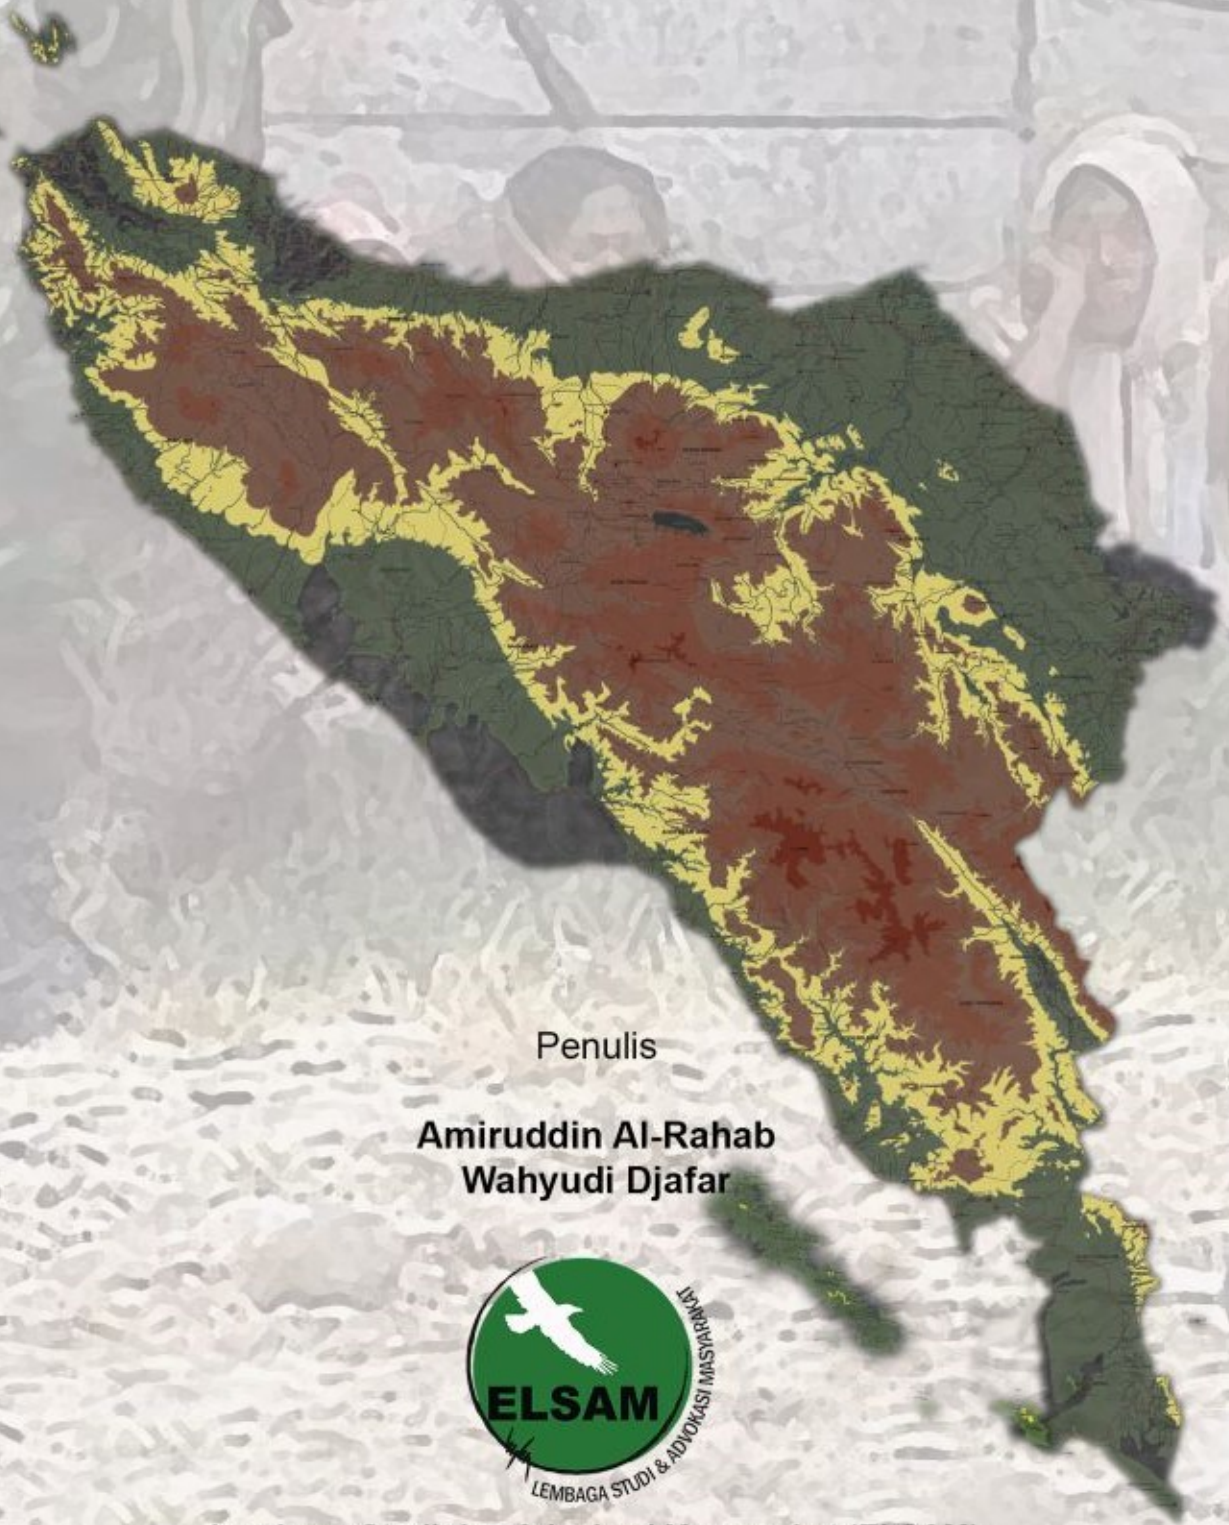 Penulis
Amiruddin Al-Rahab
Wahyudi Djafar
ELSAM
LEMBAGA STUDI & ADVOKASI MASYARAKAT